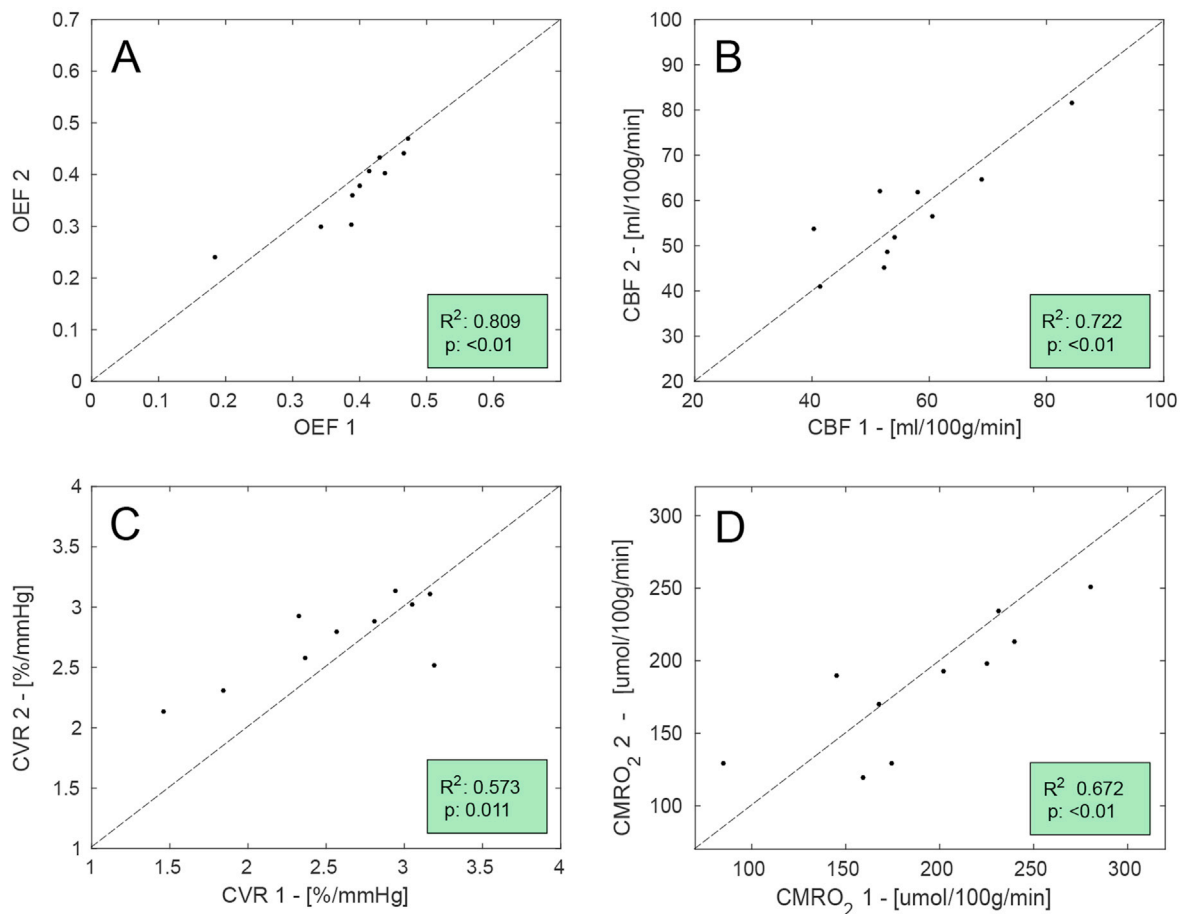 A
0.7
0.6
0.5
0.4
0.3
0.2
0.1
0
OEF 2
0
0.1
0.2
0.3
0.4
0.5
0.6
OEF 1
R²: 0.809
p: <0.01
B
100
90
80
70
60
50
40
30
20
CBF 2 - [ml/100g/min]
20
40
60
80
100
CBF 1 - [ml/100g/min]
R²: 0.722
p: <0.01
C
4
3.5
3
2.5
2
1.5
1
CVR 2 - [%/mmHg]
1
1.5
2
2.5
3
3.5
4
CVR 1 - [%/mmHg]
R²: 0.573
p: 0.011
D
300
250
200
150
100
CMRO₂ 2 - [umol/100g/min]
100
150
200
250
300
CMRO₂ 1 - [umol/100g/min]
R² 0.672
p: <0.01